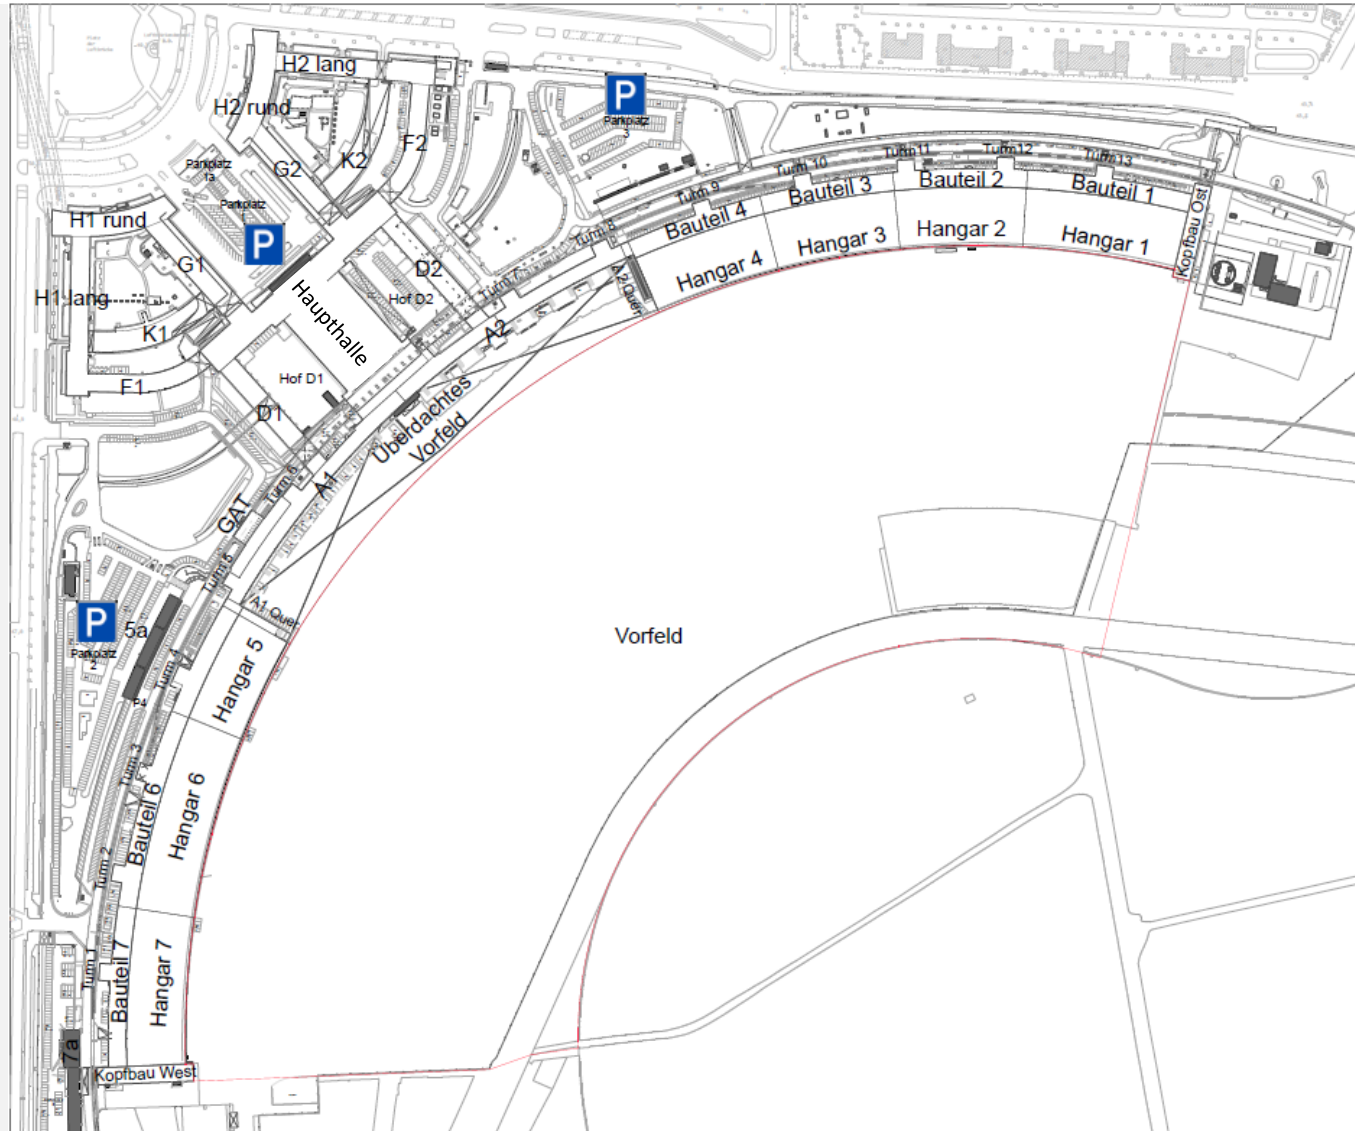 H2 lang
H2 rund
K2
F2
G2
P
Parkplatz
3
Parkplatz
1a
Parkplatz
1
P
H1 rund
G1
H1 lang
K1
F1
D2
Hof D2
Haupthalle
Hof D1
D1
Turm 7
Turm 8
Turm 9
Turm 10
Turm 11
Turm 12
Turm 13
Bauteil 4
Bauteil 3
Bauteil 2
Bauteil 1
Hangar 4
Hangar 3
Hangar 2
Hangar 1
Kopfbau Ost
A2 Quer
A2
Überdachtes
Vorfeld
A1
Turm 6
GAT
Turm 5
A1 Quer
P
Parkplatz
2
5a
P4
Turm 4
Hangar 5
Vorfeld
Turm 3
Bauteil 6
Hangar 6
Turm 2
Turm 1
Bauteil 7
Hangar 7
7a
Kopfbau West